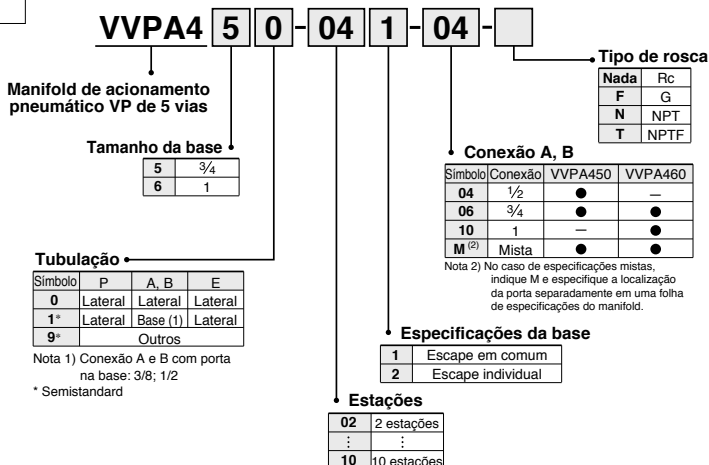 VVPA4 5 0 - 04 1 - 04 -
Manifold de acionamento
pneumático VP de 5 vias
Tipo de rosca
Nada Rc
F G
N NPT
T NPTF
Tamanho da base
5 3/4
6 1
Conexão A, B
Símbolo Conexão VVPA450 VVPA460
04 1/2 ● –
06 3/4 ● ●
10 1 – ●
M (2) Mista ● ●
Nota 2) No caso de especificações mistas,
indique M e especifique a localização
da porta separadamente em uma folha
de especificações do manifold.
Tubulação
Símbolo P A, B E
0 Lateral Lateral Lateral
1* Lateral Base (1) Lateral
9* Outros
Nota 1) Conexão A e B com porta
na base: 3/8; 1/2
* Semistandard
Especificações da base
1 Escape em comum
2 Escape individual
Estações
02 2 estações
⋮ ⋮
10 10 estações